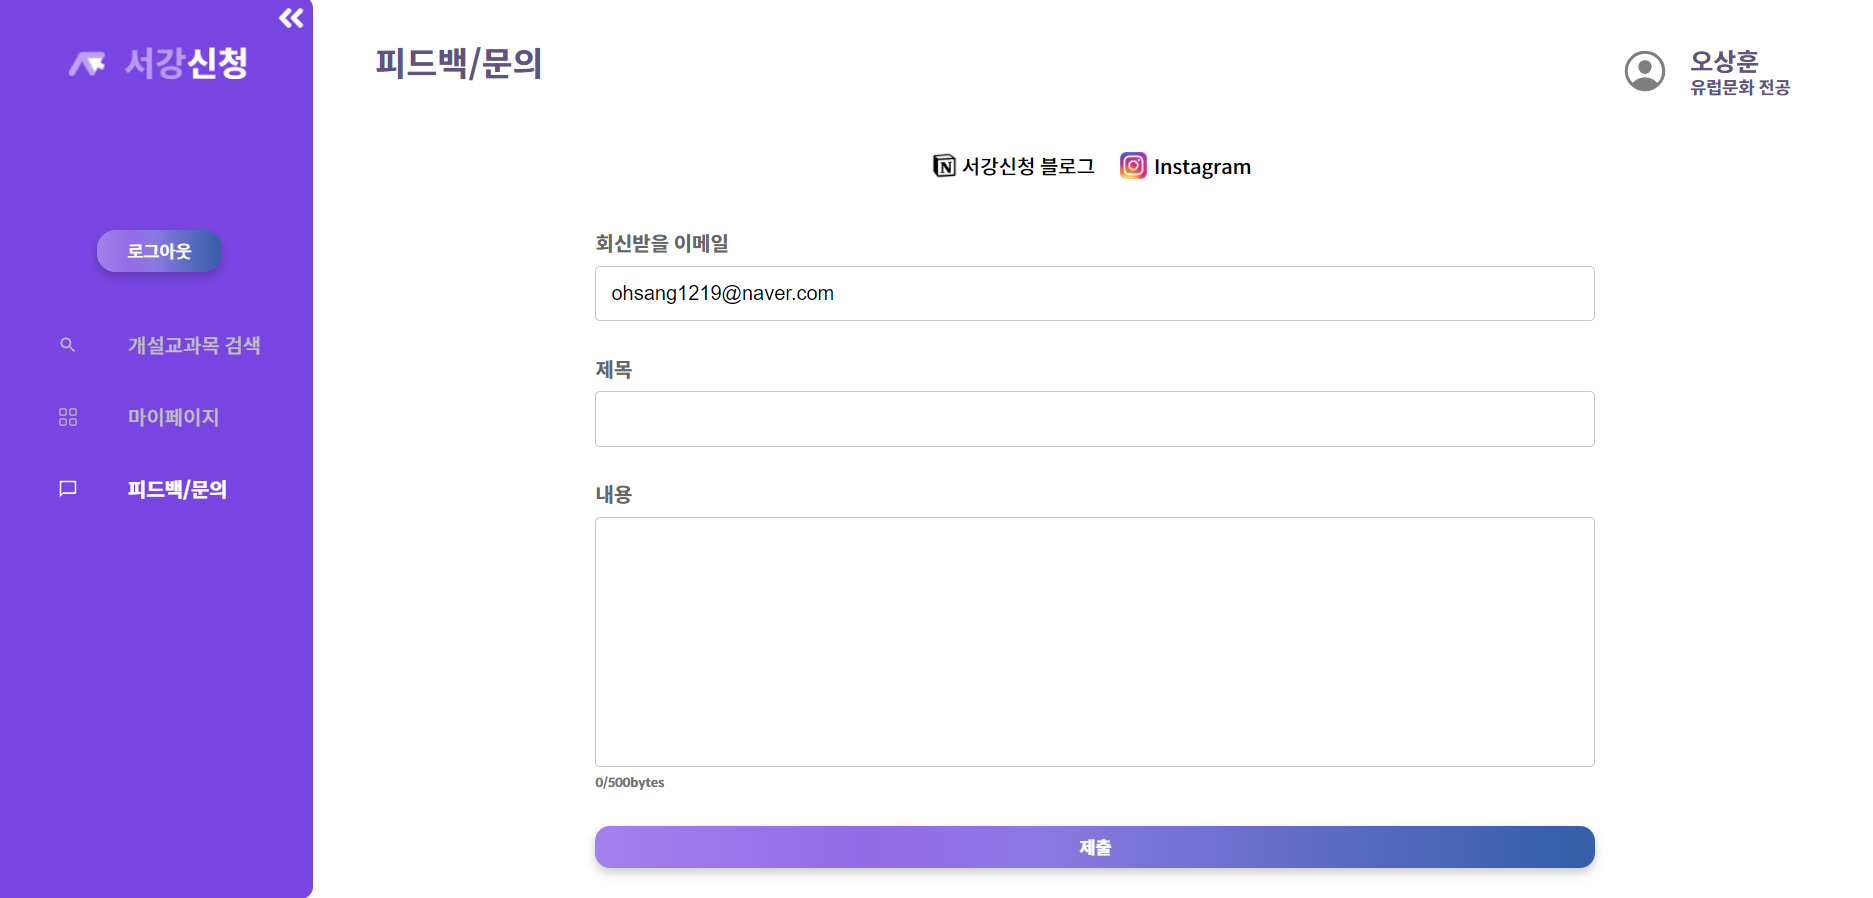 서강신청
로그아웃
개설교과목 검색
마이페이지
피드백/문의
피드백/문의
오상훈
유럽문화 전공
서강신청 블로그
Instagram
회신받을 이메일
ohsang1219@naver.com
제목
내용
0/500bytes
제출